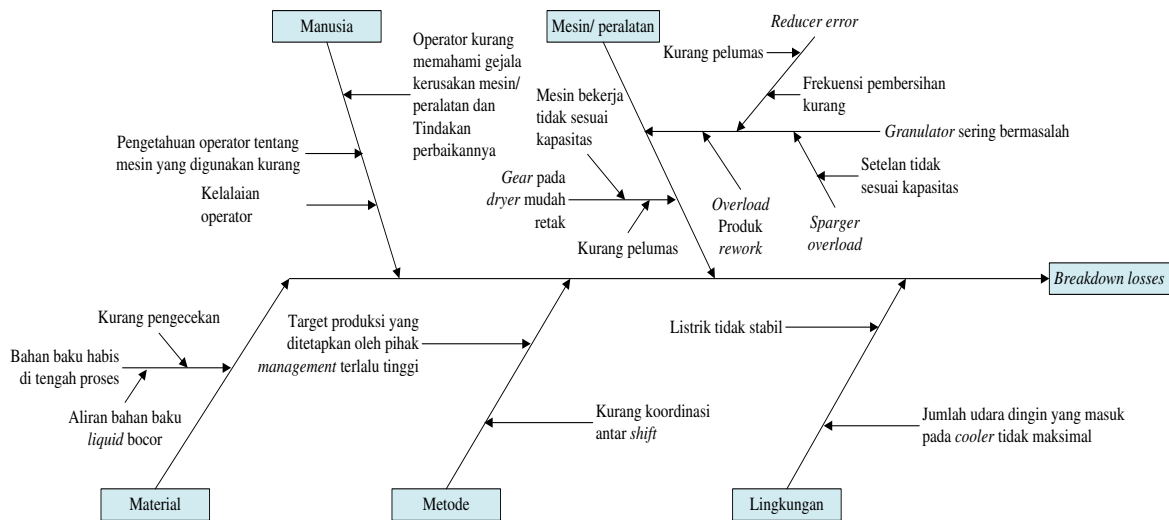 Manusia
Operator kurang
memahami gejala
kerusakan mesin/
peralatan dan
Tindakan
perbaikannya
Pengetahuan operator tentang
mesin yang digunakan kurang
Kelalaian
operator
Mesin/ peralatan
Reducer error
Kurang pelumas
Frekuensi pembersihan
kurang
Mesin bekerja
tidak sesuai
kapasitas
Granulator sering bermasalah
Setelan tidak
sesuai kapasitas
Gear pada
dryer mudah
retak
Kurang pelumas
Overload
Produk
rework
Sparger
overload
Breakdown losses
Kurang pengecekan
Bahan baku habis
di tengah proses
Aliran bahan baku
liquid bocor
Material
Target produksi yang
ditetapkan oleh pihak
management terlalu tinggi
Kurang koordinasi
antar shift
Metode
Listrik tidak stabil
Jumlah udara dingin yang masuk
pada cooler tidak maksimal
Lingkungan